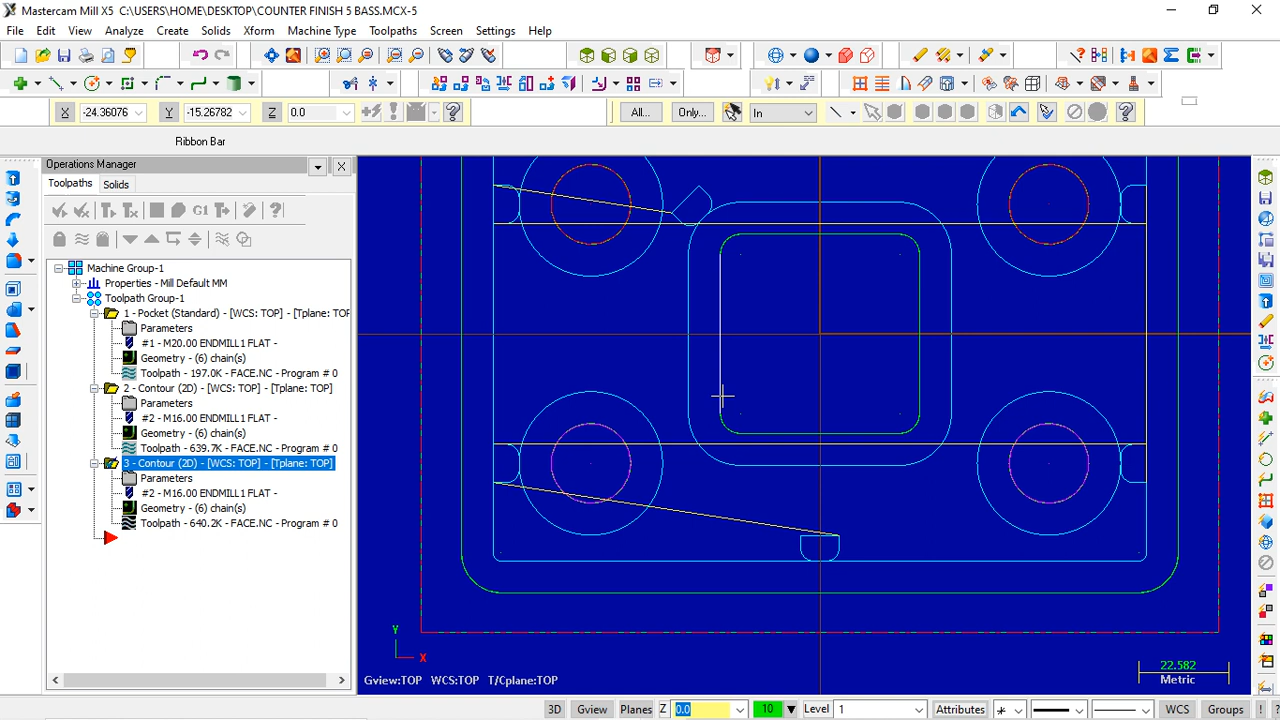 Mastercam Mill X5 C:\USERS\HOME\DESKTOP\COUNTER FINISH 5 BASS.MCX-5
File Edit View Analyze Create Solids Xform Machine Type Toolpaths Screen Settings Help
X -24.36076 Y -15.26782 Z 0.0 All... Only... In
Ribbon Bar
Operations Manager
Toolpaths Solids
G1
Machine Group-1
Properties - Mill Default MM
Toolpath Group-1
1 - Pocket (Standard) - [WCS: TOP] - [Tplane: TOP
Parameters
#1 - M20.00 ENDMILL1 FLAT -
Geometry - (6) chain(s)
Toolpath - 197.0K - FACE.NC - Program # 0
2 - Contour (2D) - [WCS: TOP] - [Tplane: TOP]
Parameters
#2 - M16.00 ENDMILL1 FLAT -
Geometry - (6) chain(s)
Toolpath - 639.7K - FACE.NC - Program # 0
3 - Contour (2D) - [WCS: TOP] - [Tplane: TOP]
Parameters
#2 - M16.00 ENDMILL1 FLAT -
Geometry - (6) chain(s)
Toolpath - 640.2K - FACE.NC - Program # 0
Y
X
22.582
Metric
Gview:TOP WCS:TOP T/Cplane:TOP
3D Gview Planes Z 0.0 10 Level 1 Attributes WCS Groups ! ?